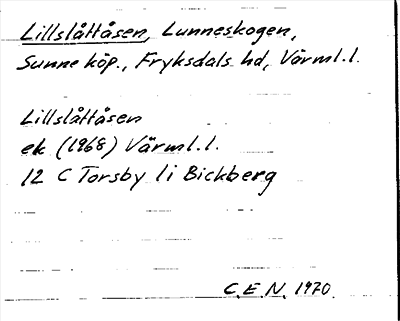 Lillslåttåsen, Lunneskogen,
Sunne köp., Fryksdals hd, Värml.l.
Lillslåttåsen
ek (1968) Värml.l.
12 C Torsby 1i Bickberg
C.E.N. 1970